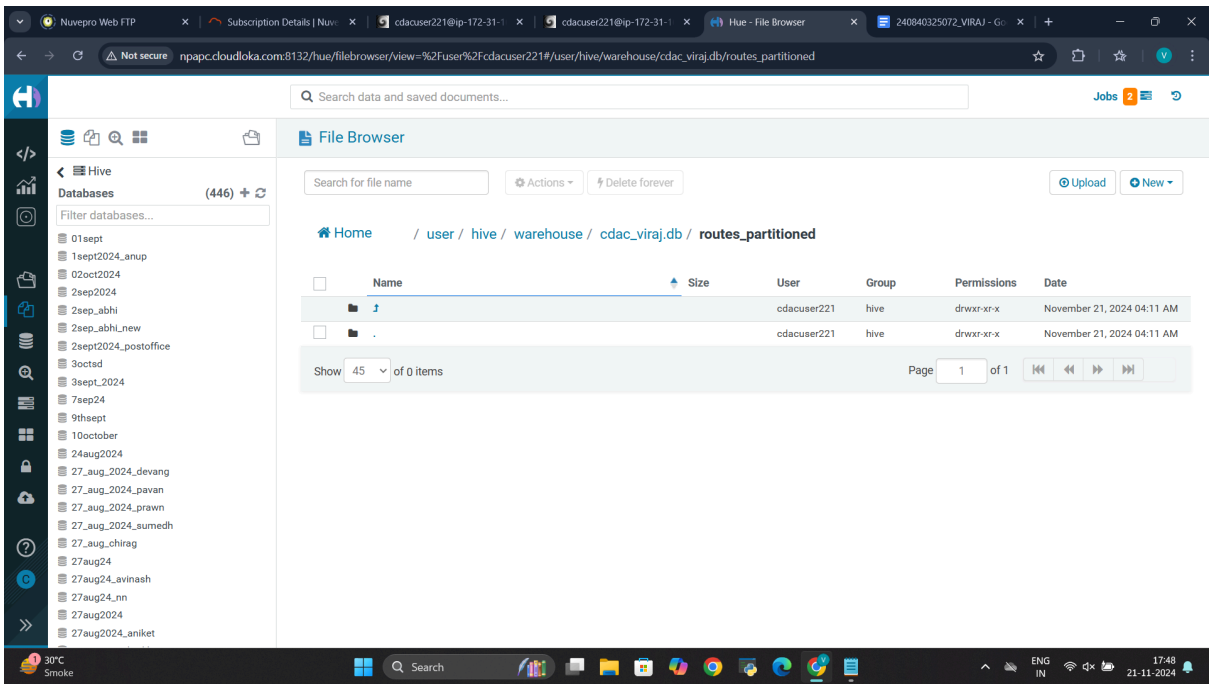 Nuvepro Web FTP
Subscription Details | Nuve
cdacuser221@ip-172-31-1
cdacuser221@ip-172-31-1
Hue - File Browser
240840325072_VIRAJ - Go
Not secure npapc.cloudloka.com:8132/hue/filebrowser/view=%2Fuser%2Fcdacuser221#/user/hive/warehouse/cdac_viraj.db/routes_partitioned
V
Search data and saved documents...
Jobs 2
File Browser
Hive
Databases (446)
Filter databases...
01sept
1sept2024_anup
02oct2024
2sep2024
2sep_abhi
2sep_abhi_new
2sept2024_postoffice
3octsd
3sept_2024
7sep24
9thsept
10october
24aug2024
27_aug_2024_devang
27_aug_2024_pavan
27_aug_2024_prawn
27_aug_2024_sumedh
27_aug_chirag
27aug24
27aug24_avinash
27aug24_nn
27aug2024
27aug2024_aniket
C
Search for file name
Actions
Delete forever
Upload
New
Home / user / hive / warehouse / cdac_viraj.db / routes_partitioned
Name Size User Group Permissions Date
cdacuser221 hive drwxr-xr-x November 21, 2024 04:11 AM
. cdacuser221 hive drwxr-xr-x November 21, 2024 04:11 AM
Show 45 of 0 items
Page 1 of 1
1
30°C
Smoke
Search
ENG
IN
17:48
21-11-2024